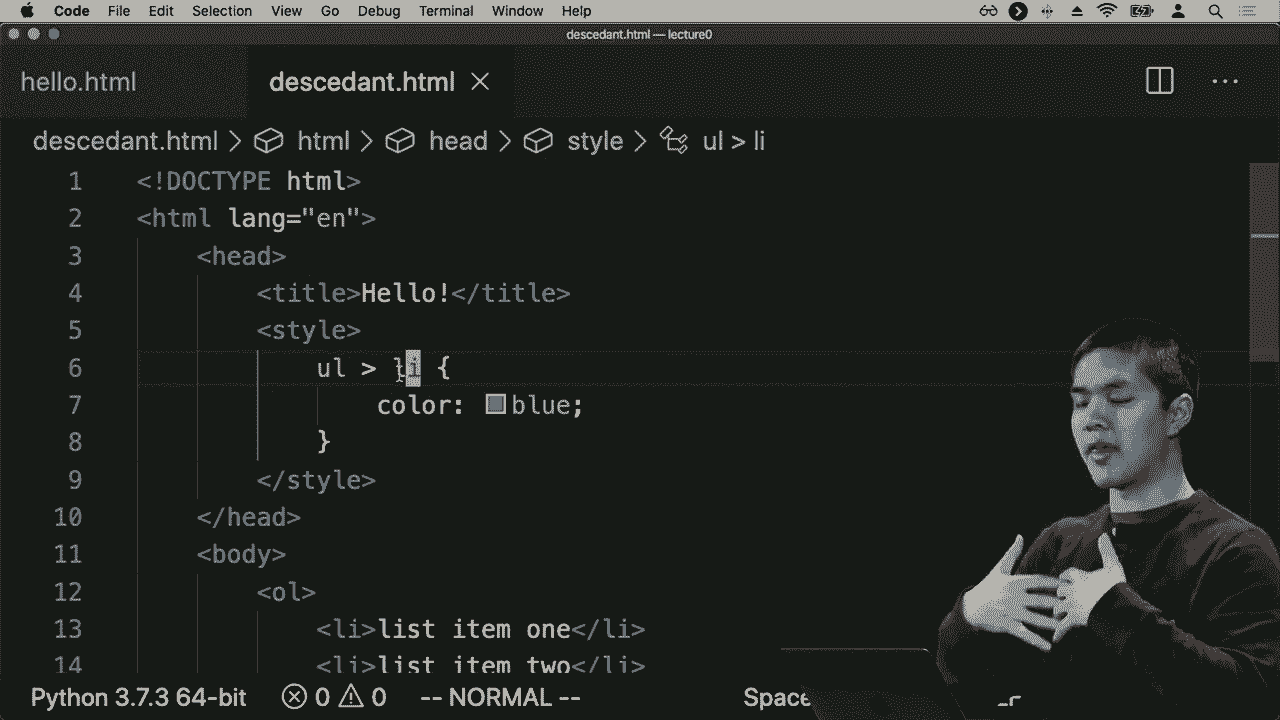 Code File Edit Selection View Go Debug Terminal Window Help
descedant.html — lecture0
hello.html descedant.html
descedant.html > html > head > style > ul > li
1 <!DOCTYPE html>
2 <html lang="en">
3 <head>
4 <title>Hello!</title>
5 <style>
6 ul > li {
7 color: blue;
8 }
9 </style>
10 </head>
11 <body>
12 <ol>
13 <li>list item one</li>
14 <li>list item two</li>
Python 3.7.3 64-bit 0 0 -- NORMAL --